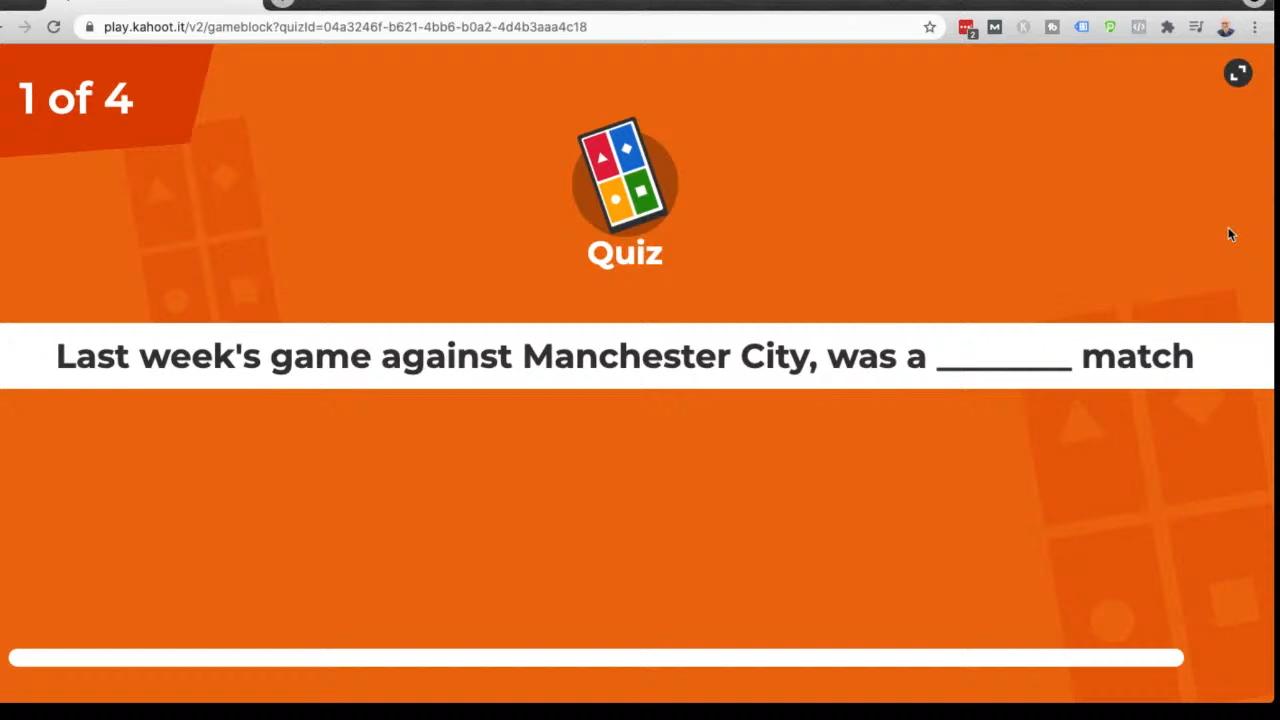 play.kahoot.it/v2/gameblock?quizId=04a3246f-b621-4bb6-b0a2-4d4b3aaa4c18
2
M
1 of 4
Quiz
Last week's game against Manchester City, was a ________ match